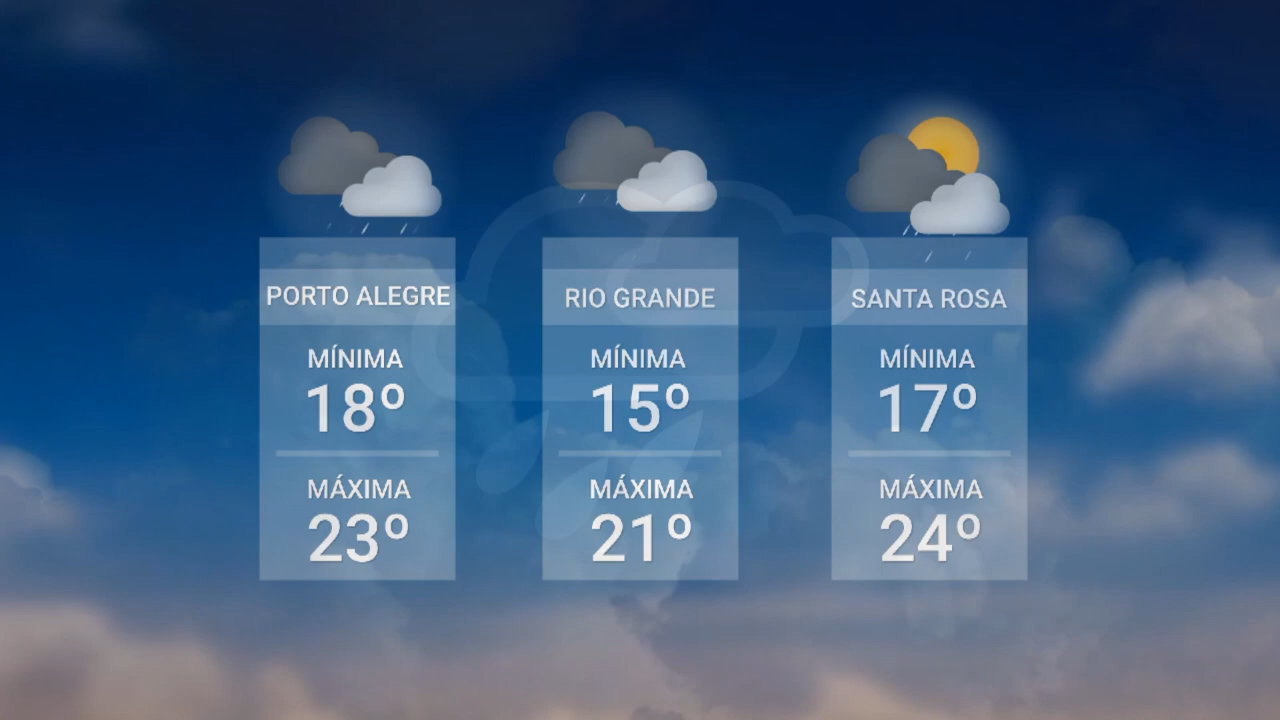 PORTO ALEGRE
MÍNIMA
18º
MÁXIMA
23º
RIO GRANDE
MÍNIMA
15º
MÁXIMA
21º
SANTA ROSA
MÍNIMA
17º
MÁXIMA
24º